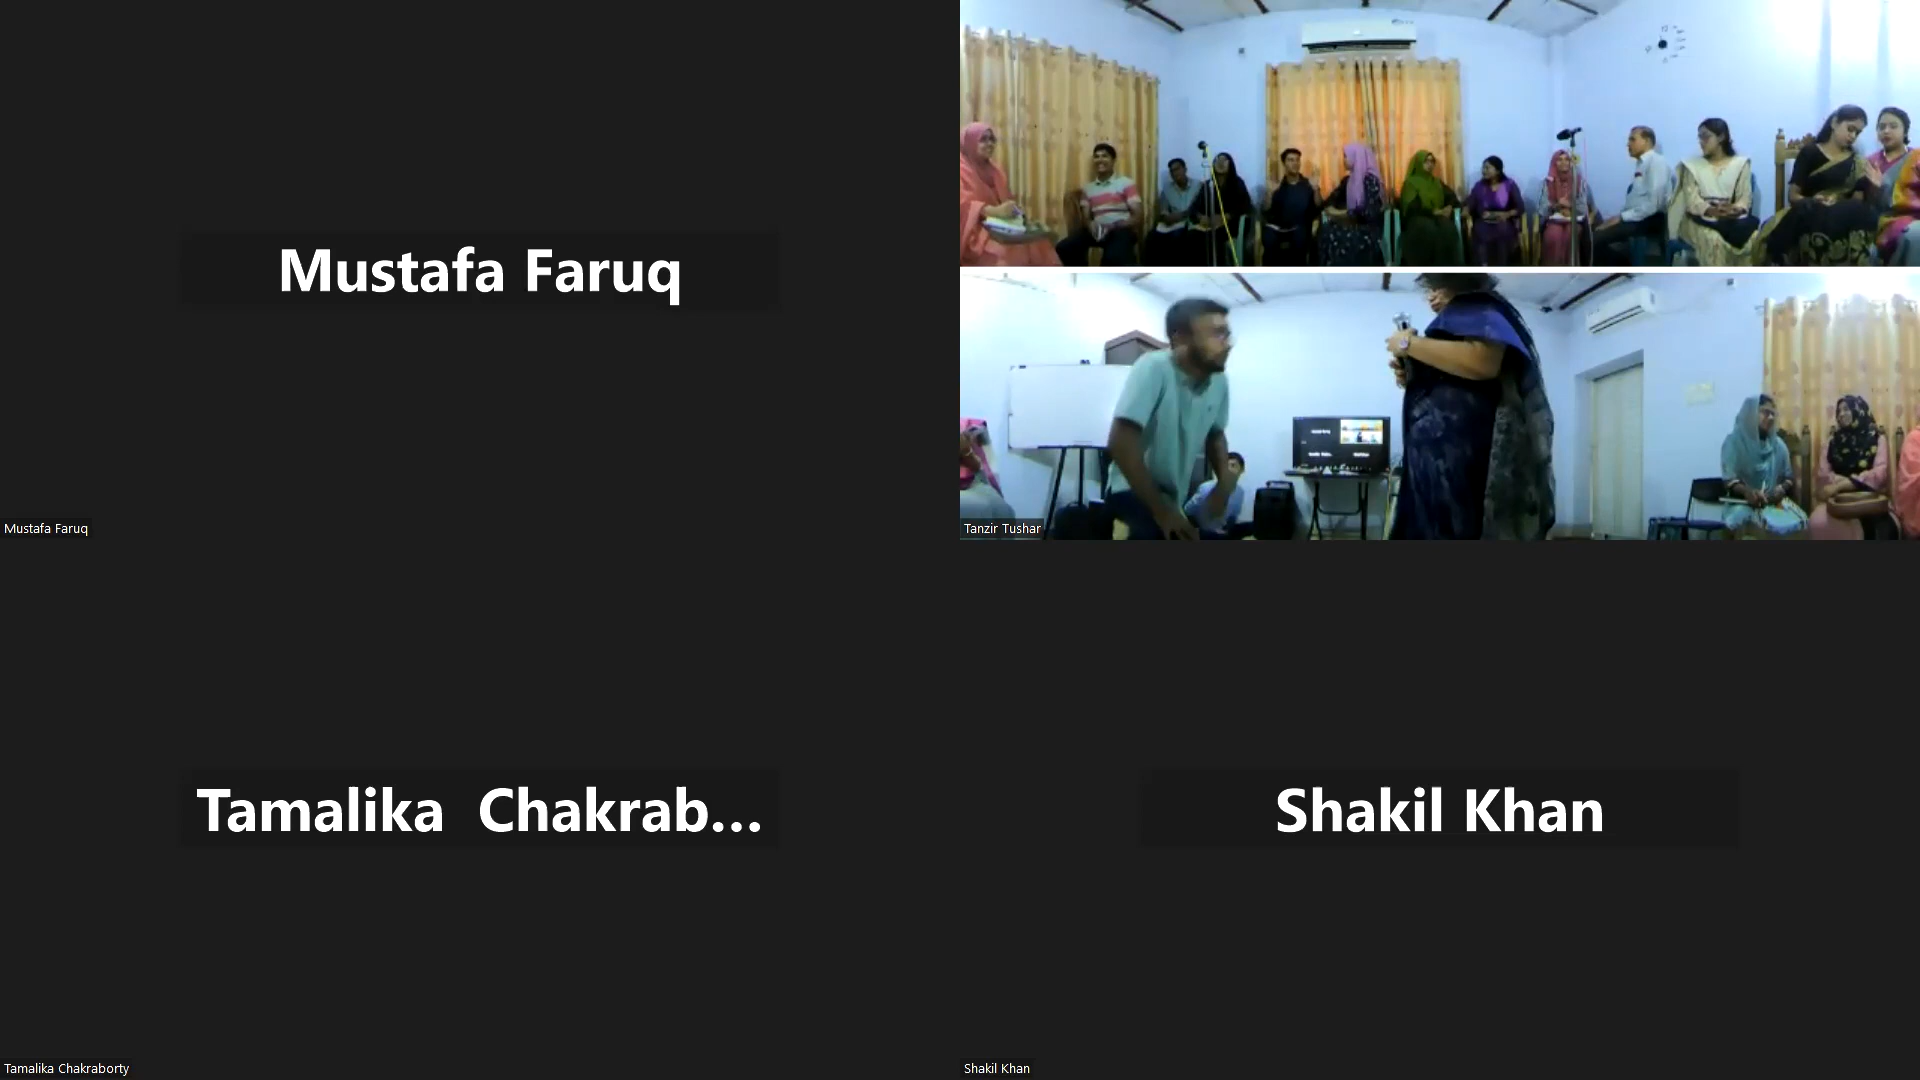 Mustafa Faruq
Mustafa Faruq
Tanzir Tushar
Tamalika Chakrab...
Shakil Khan
Tamalika Chakraborty
Shakil Khan